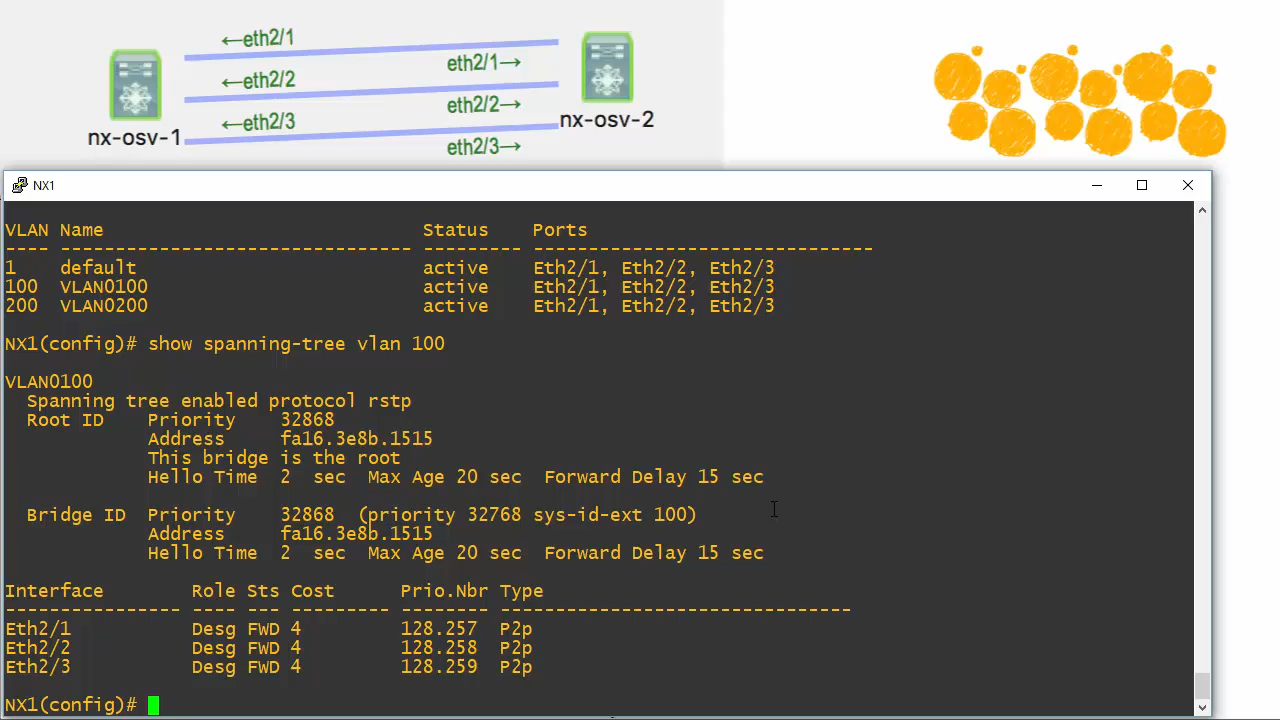 ←eth2/1
eth2/1→
←eth2/2
eth2/2→
←eth2/3
eth2/3→
nx-osv-1
nx-osv-2
NX1
VLAN Name                             Status    Ports
---- -------------------------------- --------- -------------------------------
1    default                          active    Eth2/1, Eth2/2, Eth2/3
100  VLAN0100                         active    Eth2/1, Eth2/2, Eth2/3
200  VLAN0200                         active    Eth2/1, Eth2/2, Eth2/3
NX1(config)# show spanning-tree vlan 100
VLAN0100
  Spanning tree enabled protocol rstp
  Root ID    Priority    32868
             Address     fa16.3e8b.1515
             This bridge is the root
             Hello Time  2  sec  Max Age 20 sec  Forward Delay 15 sec
  Bridge ID  Priority    32868  (priority 32768 sys-id-ext 100)
             Address     fa16.3e8b.1515
             Hello Time  2  sec  Max Age 20 sec  Forward Delay 15 sec
Interface        Role Sts Cost      Prio.Nbr Type
---------------- ---- --- --------- -------- --------------------------------
Eth2/1           Desg FWD 4         128.257  P2p
Eth2/2           Desg FWD 4         128.258  P2p
Eth2/3           Desg FWD 4         128.259  P2p
NX1(config)#